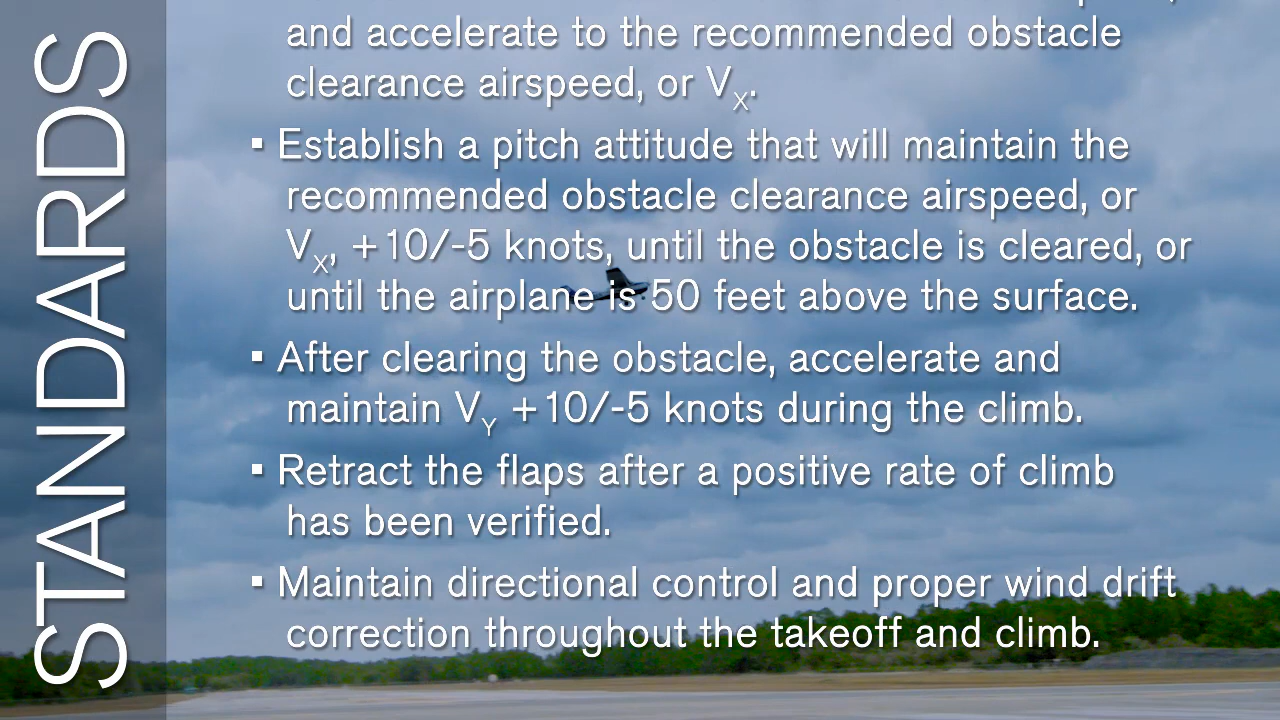 STANDARDS
and accelerate to the recommended obstacle
clearance airspeed, or VX.
▪ Establish a pitch attitude that will maintain the
recommended obstacle clearance airspeed, or
VX, +10/-5 knots, until the obstacle is cleared, or
until the airplane is 50 feet above the surface.
▪ After clearing the obstacle, accelerate and
maintain VY +10/-5 knots during the climb.
▪ Retract the flaps after a positive rate of climb
has been verified.
▪ Maintain directional control and proper wind drift
correction throughout the takeoff and climb.